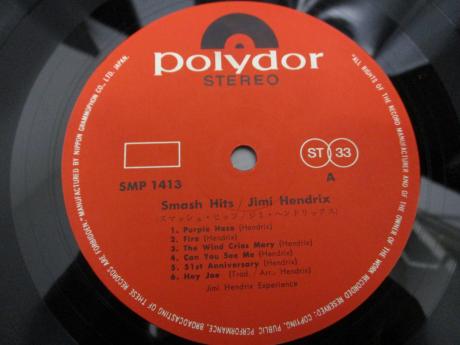 polydor
STEREO
ST 33
SMP 1413
A
Smash Hits / Jimi Hendrix
(スマッシュ・ヒッツ/ジミ・ヘンドリックス)
1. Purple Haze (Hendrix)
2. Fire (Hendrix)
3. The Wind Cries Mary (Hendrix)
4. Can You See Me (Hendrix)
5. 51st Anniversary (Hendrix)
6. Hey Joe (Trad. / Arr. Hendrix)
Jimi Hendrix Experience
"ALL RIGHTS OF THE RECORD MANUFACTURER AND OF THE OWNER OF THE WORK RECORDED RESERVED—COPYING, PUBLIC PERFORMANCE, BROADCASTING OF THESE RECORDS ARE FORBIDDEN." MANUFACTURED BY NIPPON GRAMMOPHON CO., LTD. JAPAN.